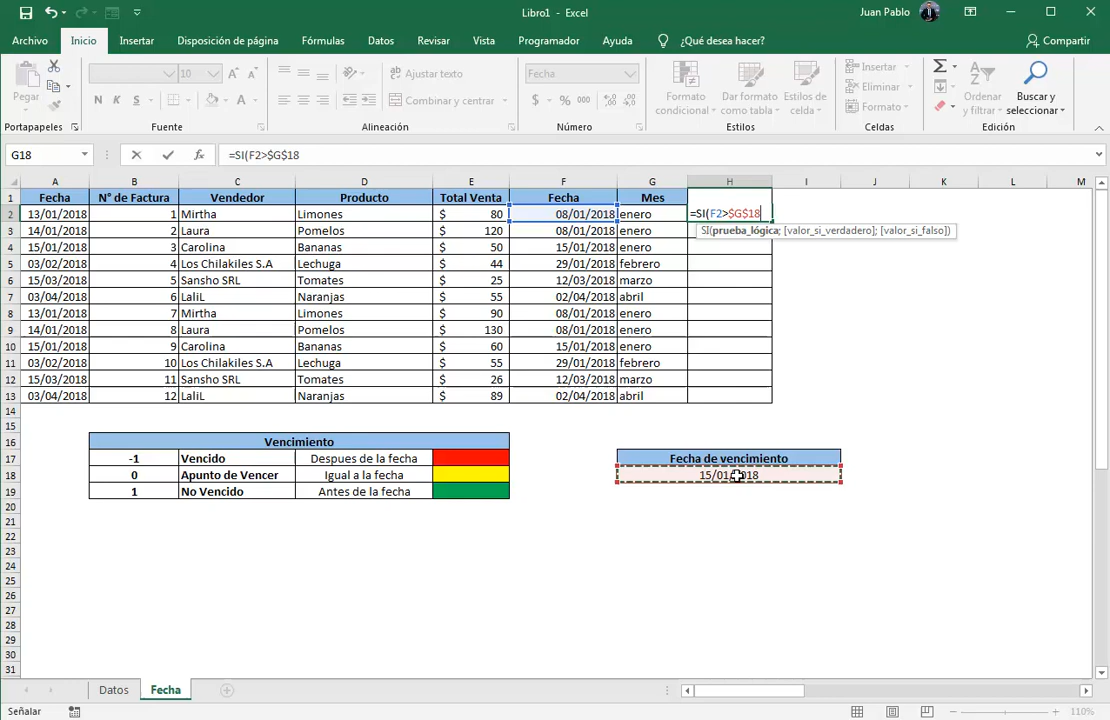 Libro1 - Excel
Juan Pablo
Archivo Inicio Insertar Disposición de página Fórmulas Datos Revisar Vista Programador Ayuda ¿Qué desea hacer? Compartir
10 Ajustar texto Fecha Insertar
Pegar N K S Combinar y centrar $ % 000 Formato condicional Dar formato como tabla Estilos de celda Eliminar Ordenar y filtrar Buscar y seleccionar
Formato
Portapapeles Fuente Alineación Número Estilos Celdas Edición
G18 fx =SI(F2>$G$18
A B C D E F G H I J K L M
1 Fecha N° de Factura Vendedor Producto Total Venta Fecha Mes
2 13/01/2018 1 Mirtha Limones $ 80 08/01/2018 enero =SI(F2>$G$18
3 14/01/2018 2 Laura Pomelos $ 120 08/01/2018 enero SI(prueba_lógica; [valor_si_verdadero]; [valor_si_falso])
4 15/01/2018 3 Carolina Bananas $ 50 15/01/2018 enero
5 03/02/2018 4 Los Chilakiles S.A Lechuga $ 44 29/01/2018 febrero
6 15/03/2018 5 Sansho SRL Tomates $ 25 12/03/2018 marzo
7 03/04/2018 6 LaliL Naranjas $ 55 02/04/2018 abril
8 13/01/2018 7 Mirtha Limones $ 90 08/01/2018 enero
9 14/01/2018 8 Laura Pomelos $ 130 08/01/2018 enero
10 15/01/2018 9 Carolina Bananas $ 60 15/01/2018 enero
11 03/02/2018 10 Los Chilakiles S.A Lechuga $ 55 29/01/2018 febrero
12 15/03/2018 11 Sansho SRL Tomates $ 26 12/03/2018 marzo
13 03/04/2018 12 LaliL Naranjas $ 89 02/04/2018 abril
14
15
16 Vencimiento
17 -1 Vencido Despues de la fecha Fecha de vencimiento
18 0 Apunto de Vencer Igual a la fecha 15/01/2018
19 1 No Vencido Antes de la fecha
20
21
22
23
24
25
26
27
28
29
30
31
Datos Fecha
Señalar 110%